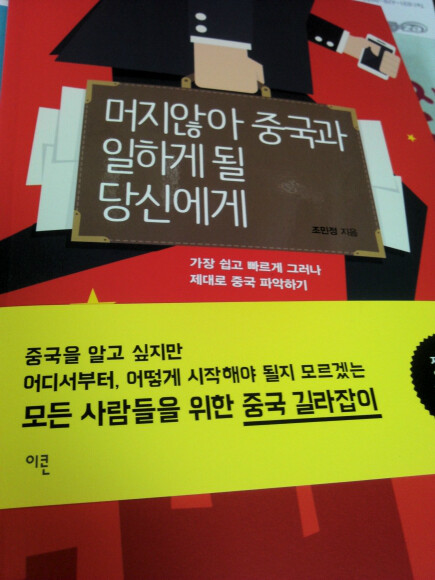 머지않아 중국과
일하게 될
당신에게
조민정 지음
가장 쉽고 빠르게 그러나
제대로 중국 파악하기
중국을 알고 싶지만
어디서부터, 어떻게 시작해야 될지 모르겠는
모든 사람들을 위한 중국 길라잡이
이콘